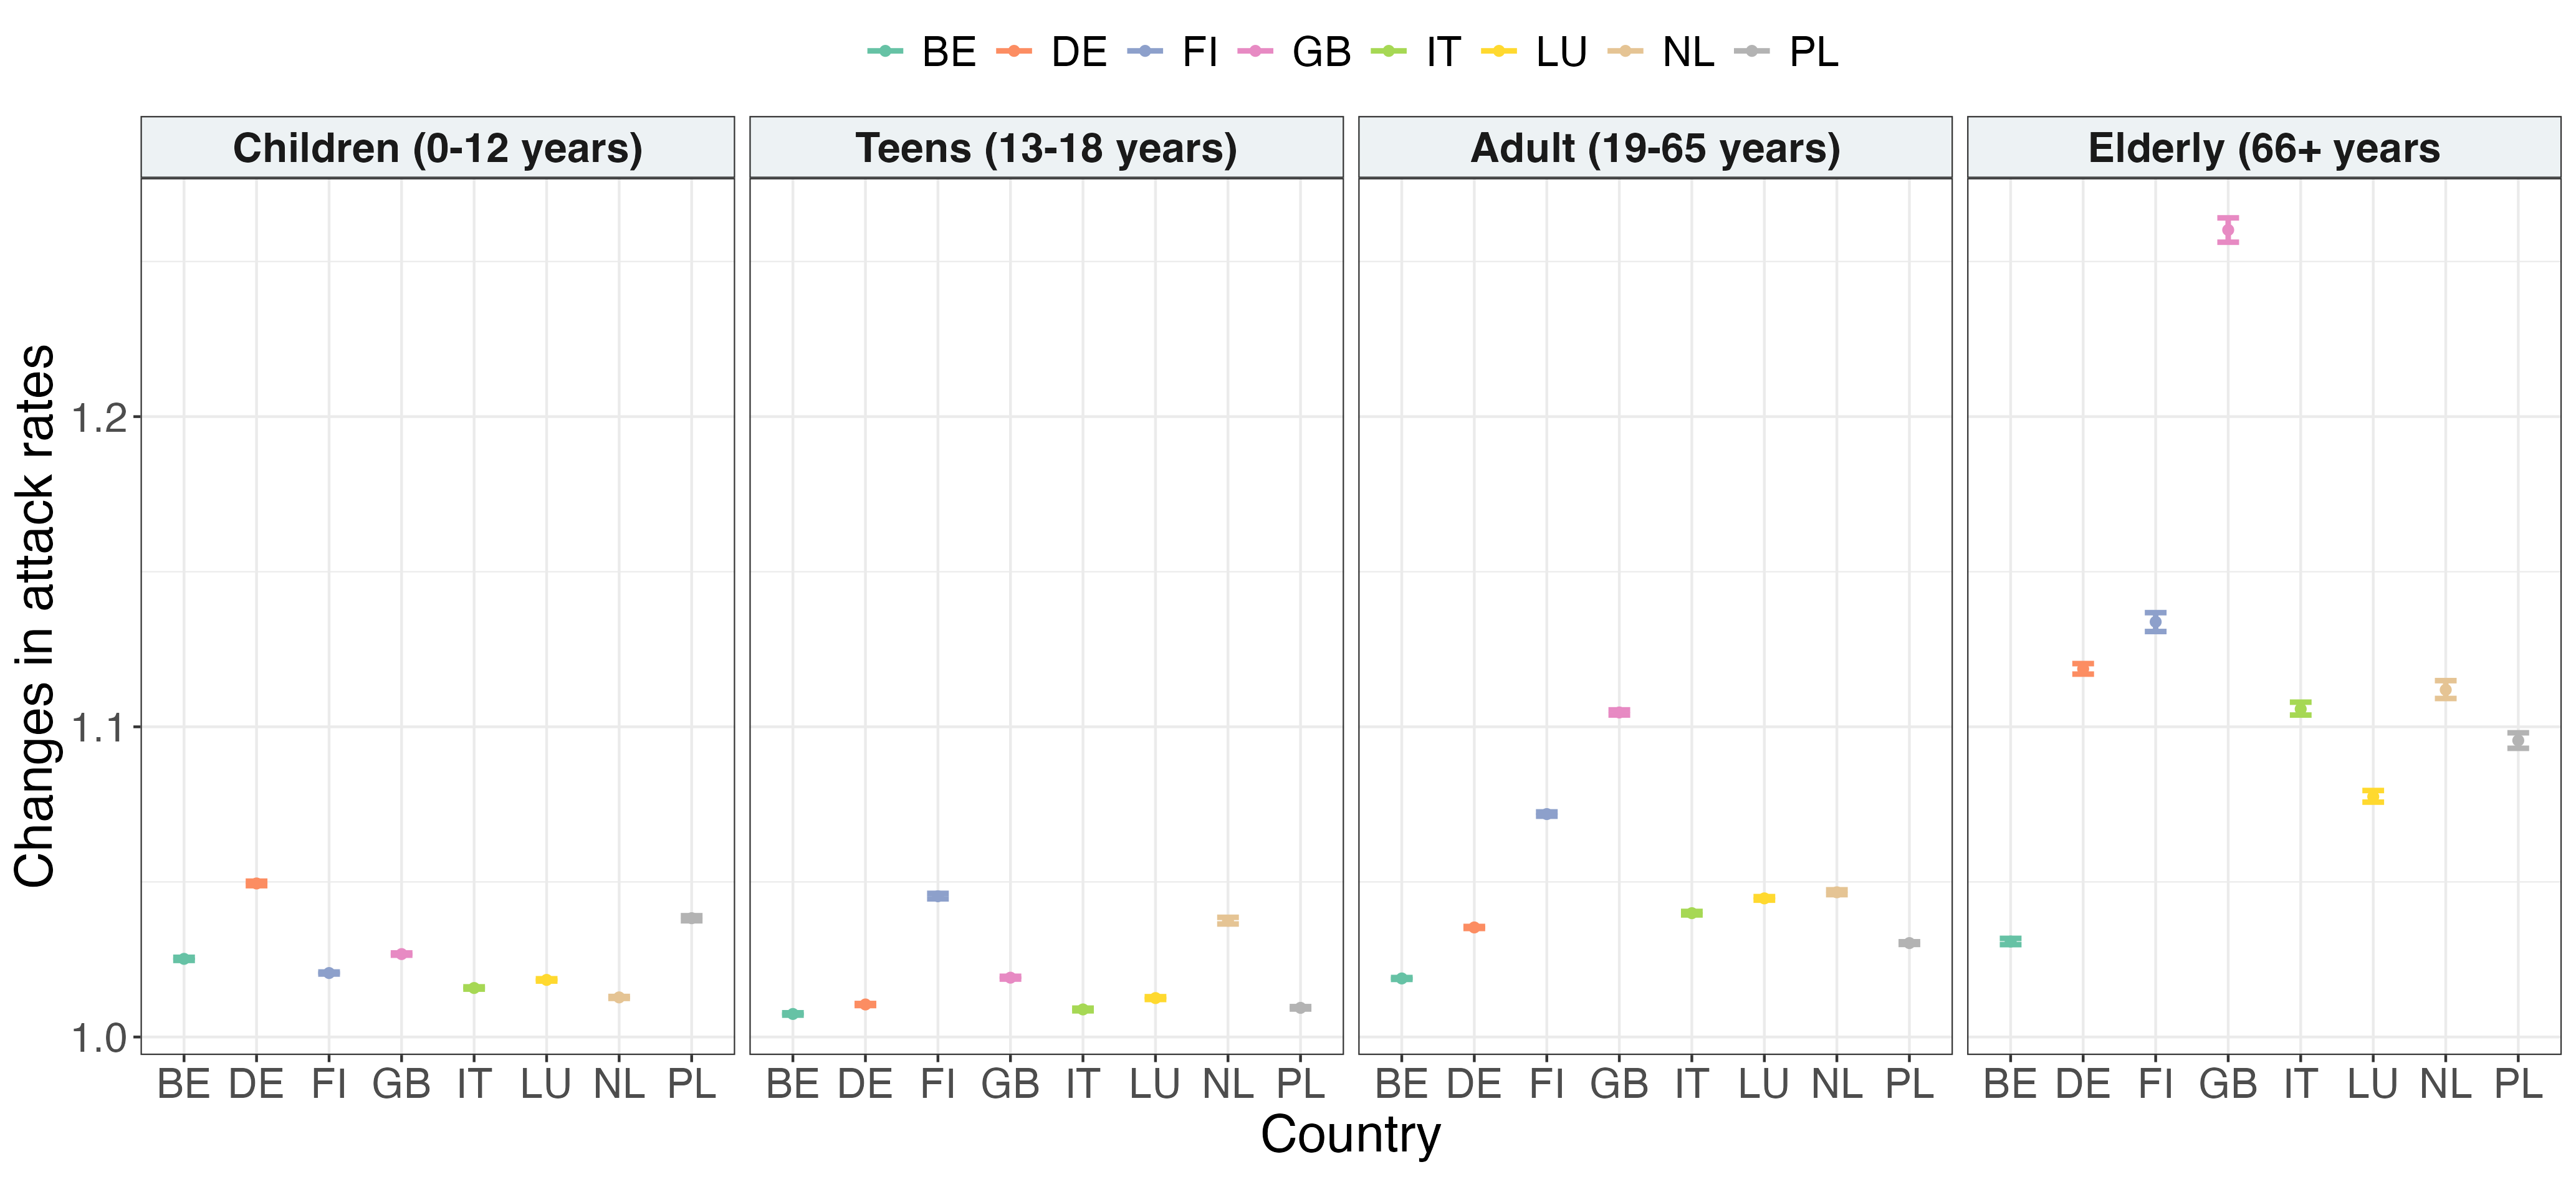 BE DE FI GB IT LU NL PL
Children (0-12 years) Teens (13-18 years) Adult (19-65 years) Elderly (66+ years
Changes in attack rates
1.2
1.1
1.0
BE DE FI GB IT LU NL PL BE DE FI GB IT LU NL PL BE DE FI GB IT LU NL PL BE DE FI GB IT LU NL PL
Country